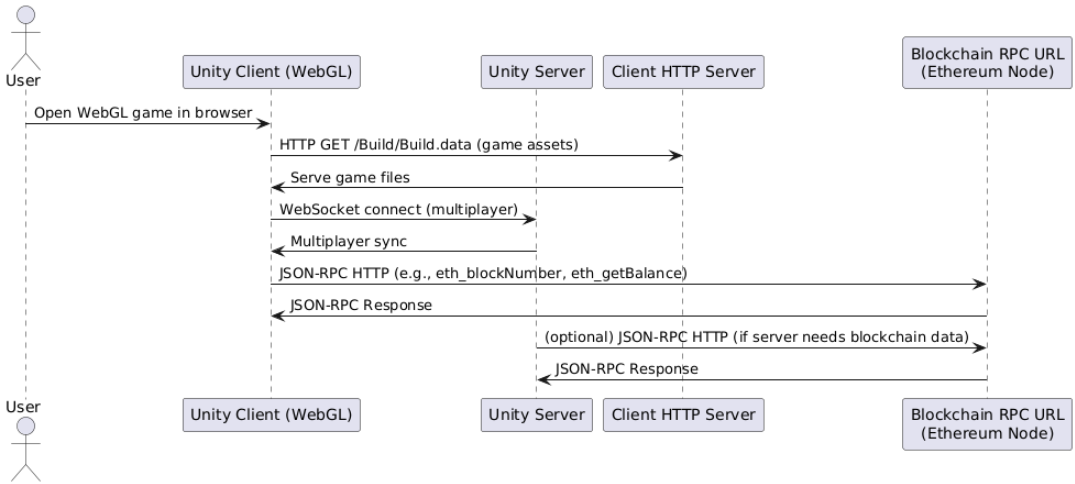 User
Unity Client (WebGL)
Unity Server
Client HTTP Server
Blockchain RPC URL
(Ethereum Node)
Open WebGL game in browser
HTTP GET /Build/Build.data (game assets)
Serve game files
WebSocket connect (multiplayer)
Multiplayer sync
JSON-RPC HTTP (e.g., eth_blockNumber, eth_getBalance)
JSON-RPC Response
(optional) JSON-RPC HTTP (if server needs blockchain data)
JSON-RPC Response
User
Unity Client (WebGL)
Unity Server
Client HTTP Server
Blockchain RPC URL
(Ethereum Node)